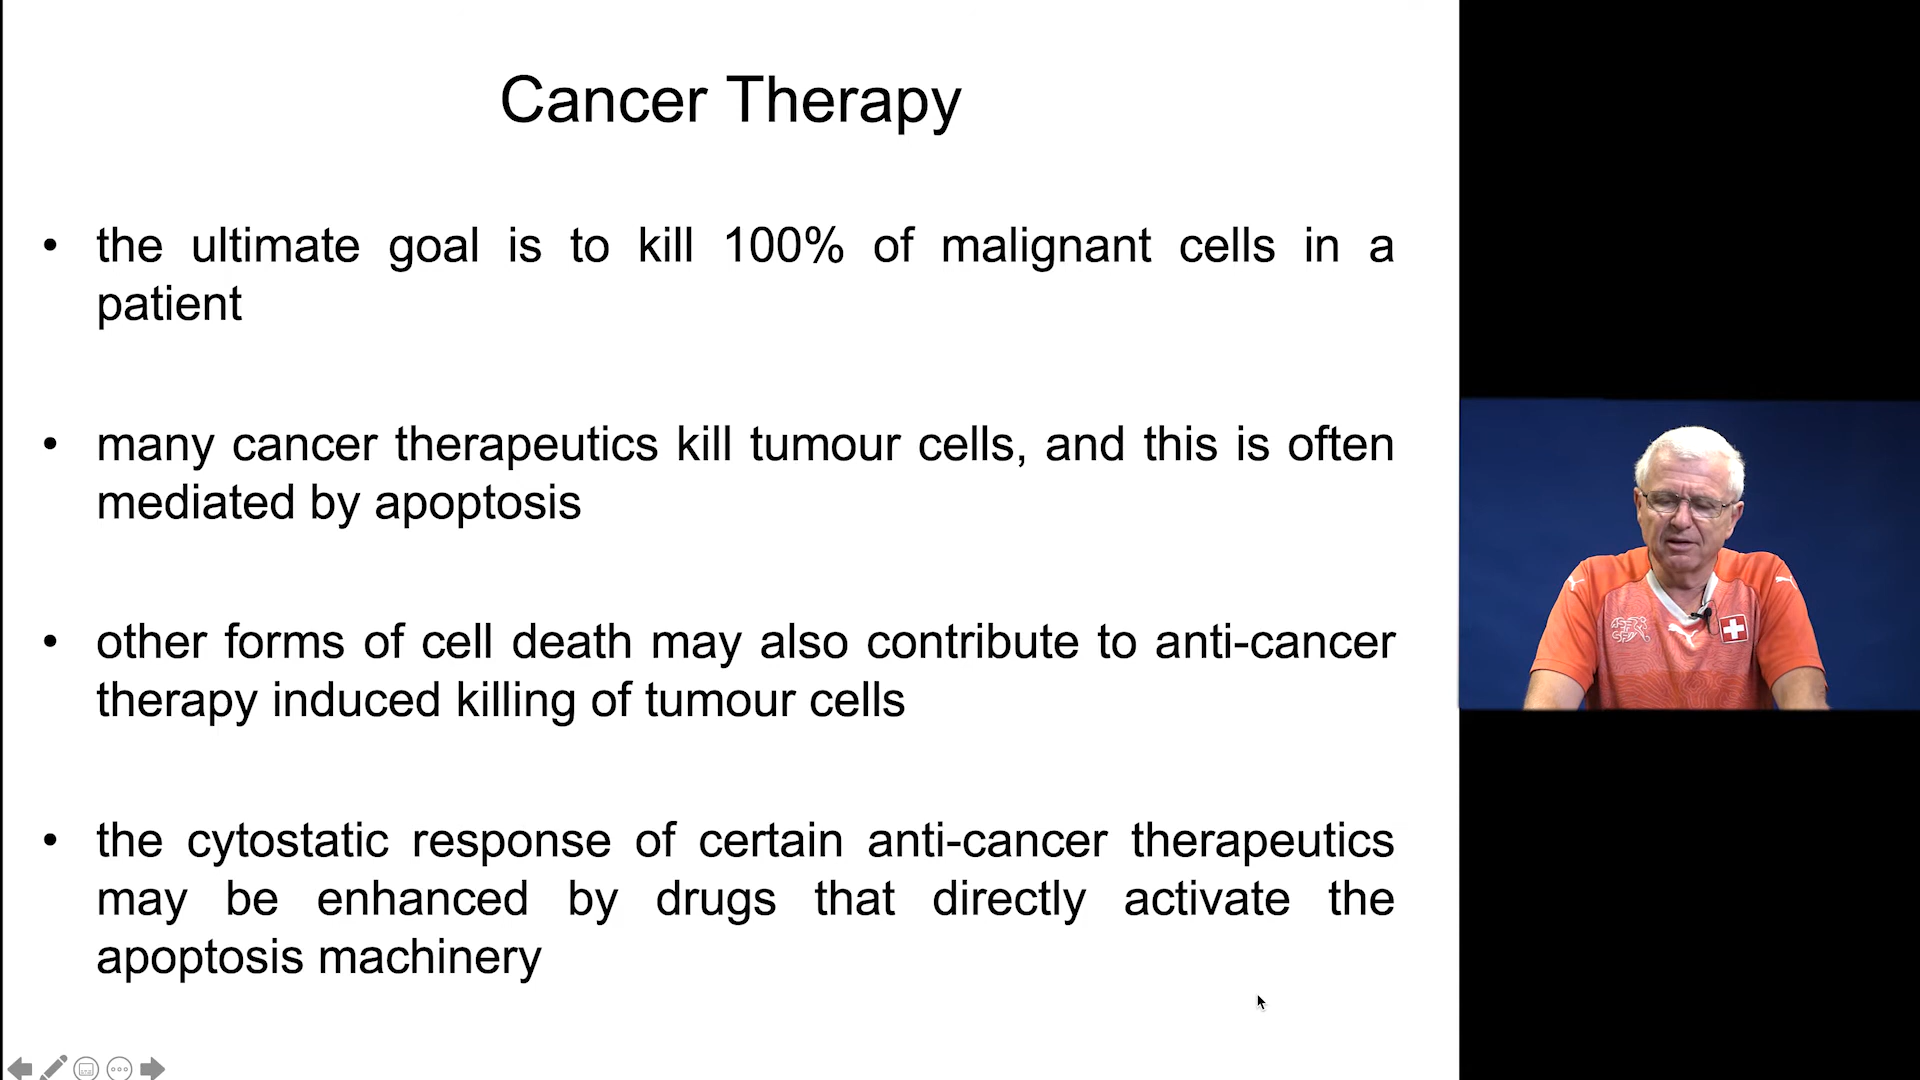 Cancer Therapy
• the ultimate goal is to kill 100% of malignant cells in a
patient
• many cancer therapeutics kill tumour cells, and this is often
mediated by apoptosis
• other forms of cell death may also contribute to anti-cancer
therapy induced killing of tumour cells
• the cytostatic response of certain anti-cancer therapeutics
may be enhanced by drugs that directly activate the
apoptosis machinery